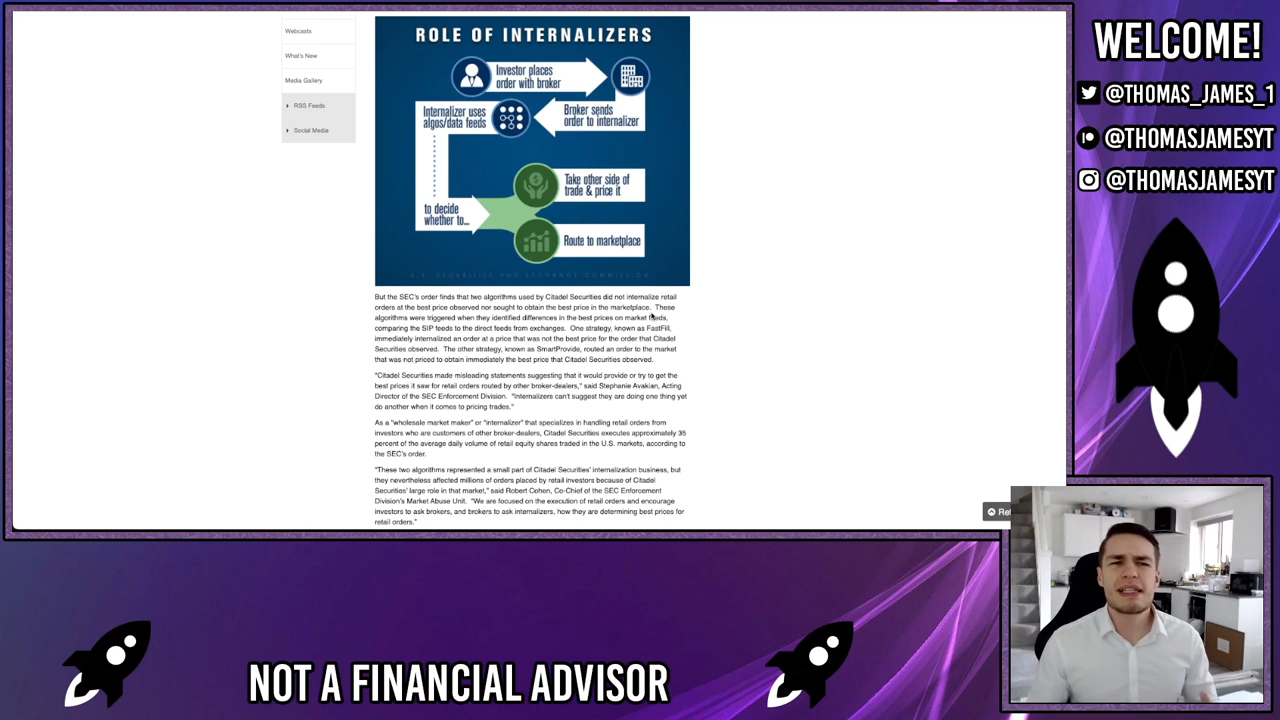 Webcasts
What's New
Media Gallery
RSS Feeds
Social Media
ROLE OF INTERNALIZERS
Investor places
order with broker
Broker sends
order to internalizer
Internalizer uses
algos/data feeds
to decide
whether to...
Take other side of
trade & price it
Route to marketplace
U.S. SECURITIES AND EXCHANGE COMMISSION
But the SEC's order finds that two algorithms used by Citadel Securities did not internalize retail
orders at the best price observed nor sought to obtain the best price in the marketplace. These
algorithms were triggered when they identified differences in the best prices on market feeds,
comparing the SIP feeds to the direct feeds from exchanges. One strategy, known as FastFill,
immediately internalized an order at a price that was not the best price for the order that Citadel
Securities observed. The other strategy, known as SmartProvide, routed an order to the market
that was not priced to obtain immediately the best price that Citadel Securities observed.
"Citadel Securities made misleading statements suggesting that it would provide or try to get the
best prices it saw for retail orders routed by other broker-dealers," said Stephanie Avakian, Acting
Director of the SEC Enforcement Division. "Internalizers can't suggest they are doing one thing yet
do another when it comes to pricing trades."
As a "wholesale market maker" or "internalizer" that specializes in handling retail orders from
investors who are customers of other broker-dealers, Citadel Securities executes approximately 35
percent of the average daily volume of retail equity shares traded in the U.S. markets, according to
the SEC's order.
"These two algorithms represented a small part of Citadel Securities' internalization business, but
they nevertheless affected millions of orders placed by retail investors because of Citadel
Securities' large role in that market," said Robert Cohen, Co-Chief of the SEC Enforcement
Division's Market Abuse Unit. "We are focused on the execution of retail orders and encourage
investors to ask brokers, and brokers to ask internalizers, how they are determining best prices for
retail orders."
Ret
WELCOME!
@THOMAS_JAMES_1
@THOMASJAMESYT
@THOMASJAMESYT
NOT A FINANCIAL ADVISOR